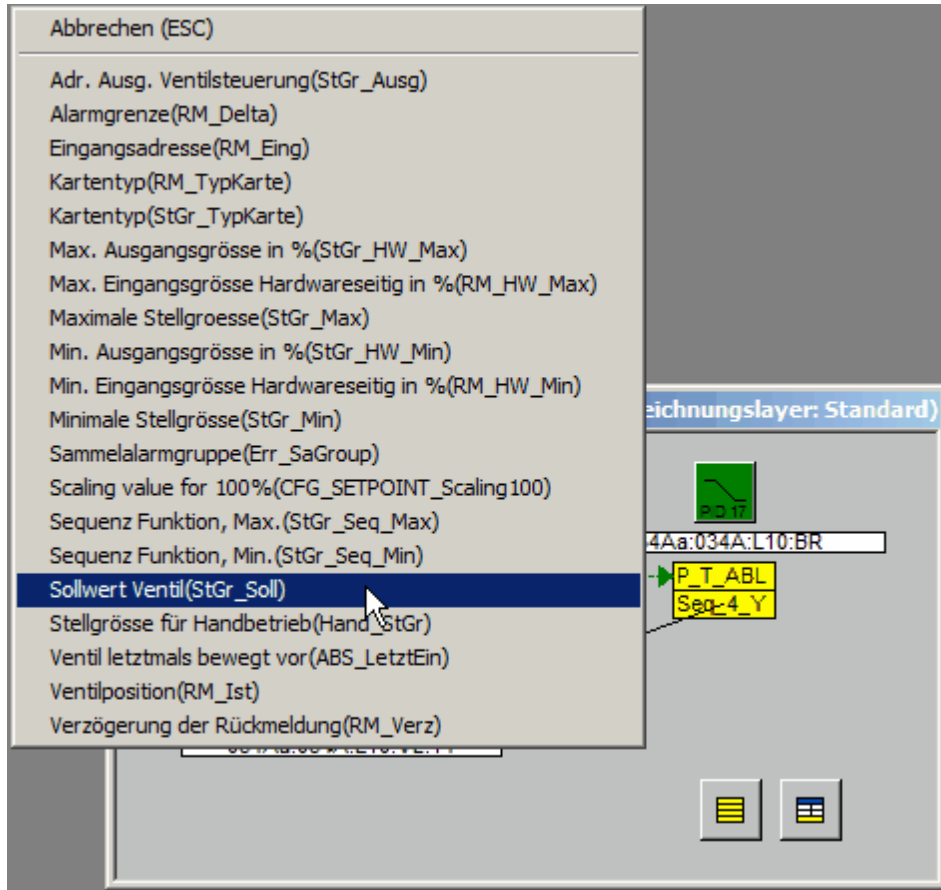 Abbrechen (ESC)
Adr. Ausg. Ventilsteuerung(StGr_Ausg)
Alarmgrenze(RM_Delta)
Eingangsadresse(RM_Eing)
Kartentyp(RM_TypKarte)
Kartentyp(StGr_TypKarte)
Max. Ausgangsgrösse in %(StGr_HW_Max)
Max. Eingangsgrösse Hardwareseitig in %(RM_HW_Max)
Maximale Stellgroesse(StGr_Max)
Min. Ausgangsgrösse in %(StGr_HW_Min)
Min. Eingangsgrösse Hardwareseitig in %(RM_HW_Min)
Minimale Stellgrösse(StGr_Min)
Sammelalarmgruppe(Err_SaGroup)
Scaling value for 100%(CFG_SETPOINT_Scaling100)
Sequenz Funktion, Max.(StGr_Seq_Max)
Sequenz Funktion, Min.(StGr_Seq_Min)
Sollwert Ventil(StGr_Soll)
Stellgrösse für Handbetrieb(Hand_StGr)
Ventil letztmals bewegt vor(ABS_LetztEin)
Ventilposition(RM_Ist)
Verzögerung der Rückmeldung(RM_Verz)
eichnungslayer: Standard)
PID 17
4Aa:034A:L10:BR
P_T_ABL
Seq-4_Y